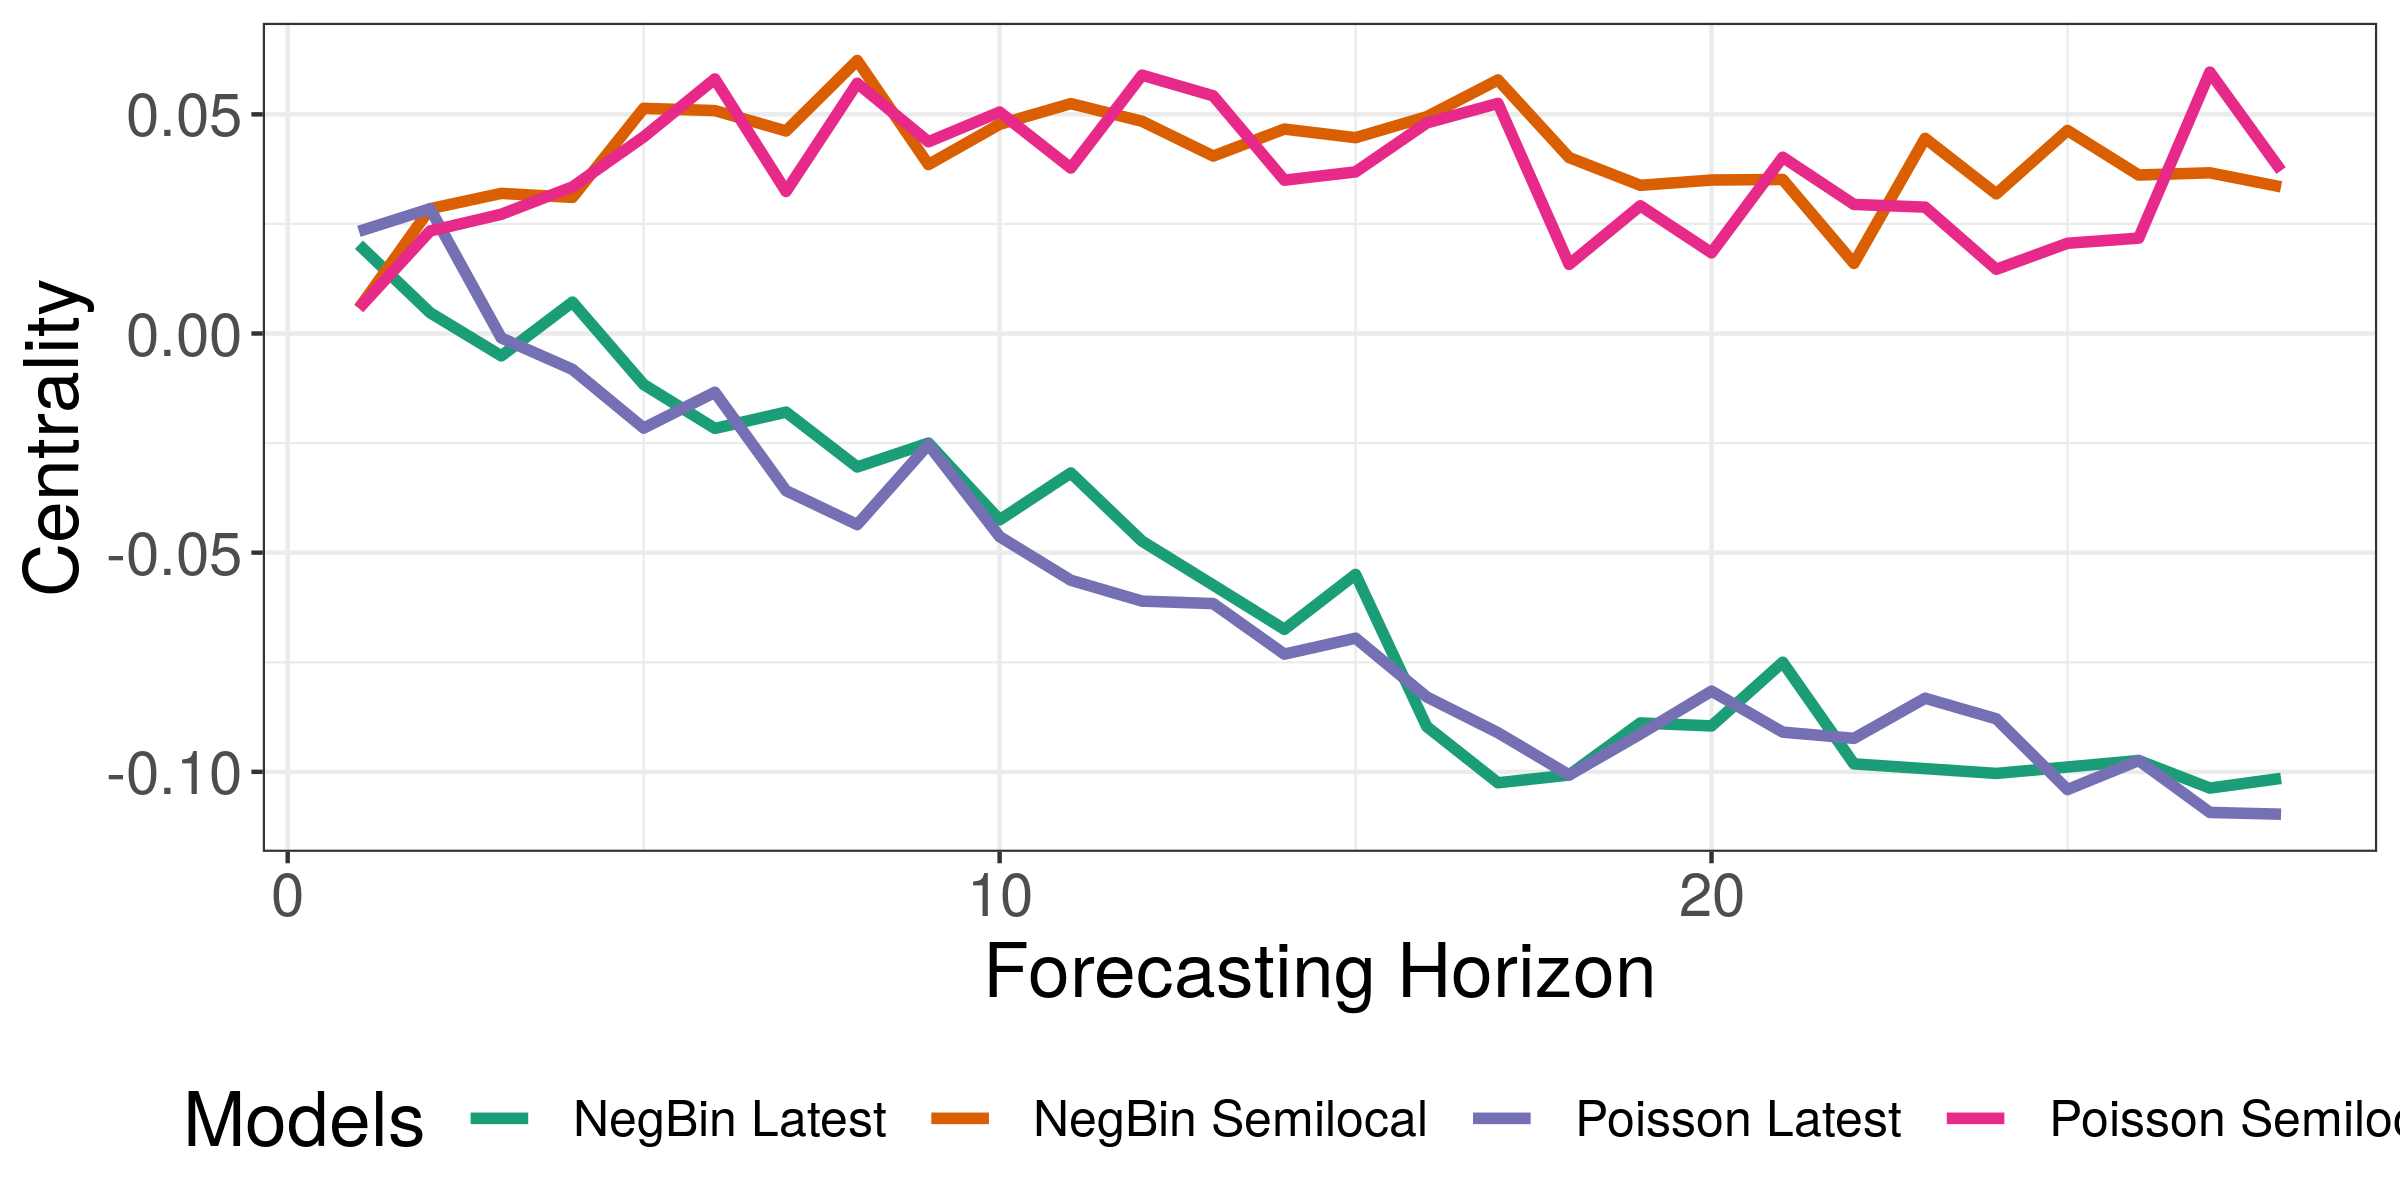 Centrality
0.05
0.00
-0.05
-0.10
0 10 20
Forecasting Horizon
Models NegBin Latest NegBin Semilocal Poisson Latest Poisson